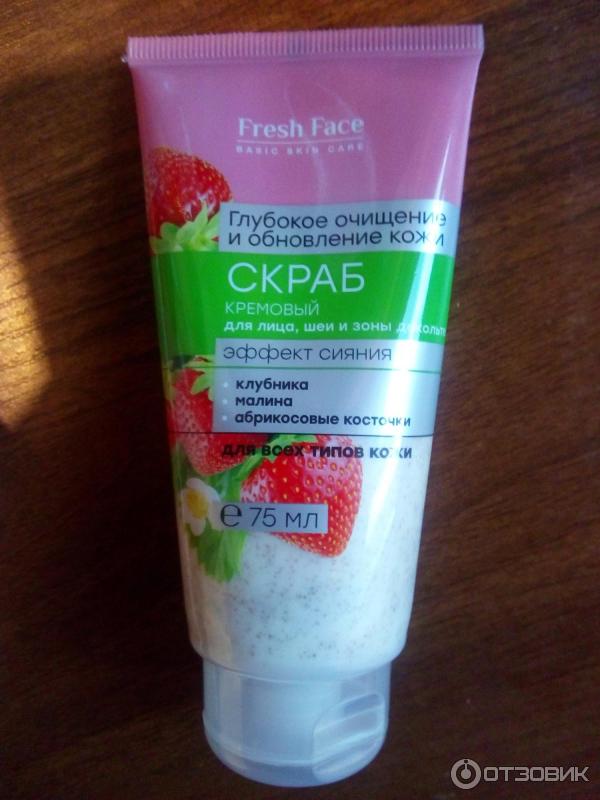 Fresh Face
BASIC SKIN CARE
Глубокое очищение
и обновление кожи
СКРАБ
КРЕМОВЫЙ
для лица, шеи и зоны декольте
эффект сияния
• клубника
• малина
• абрикосовые косточки
для всех типов кожи
℮ 75 мл
ОТЗОВИК